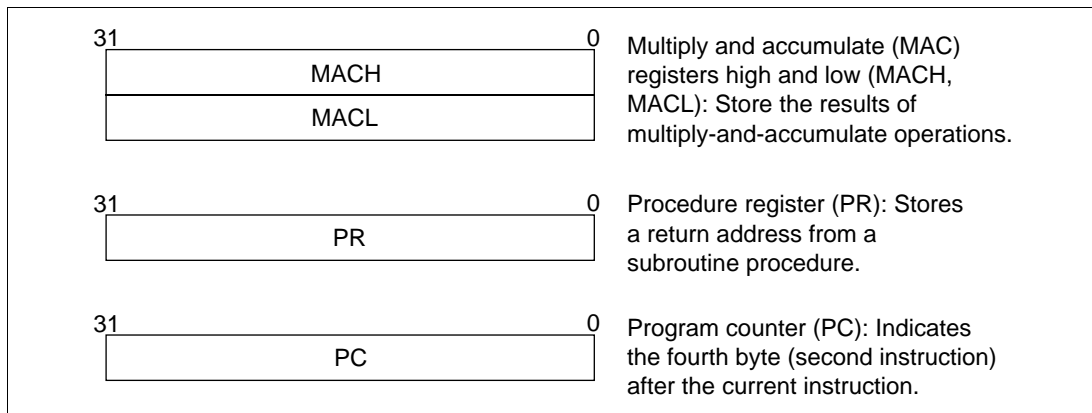 31 0
MACH
MACL
Multiply and accumulate (MAC)
registers high and low (MACH,
MACL): Store the results of
multiply-and-accumulate operations.
31 0
PR
Procedure register (PR): Stores
a return address from a
subroutine procedure.
31 0
PC
Program counter (PC): Indicates
the fourth byte (second instruction)
after the current instruction.